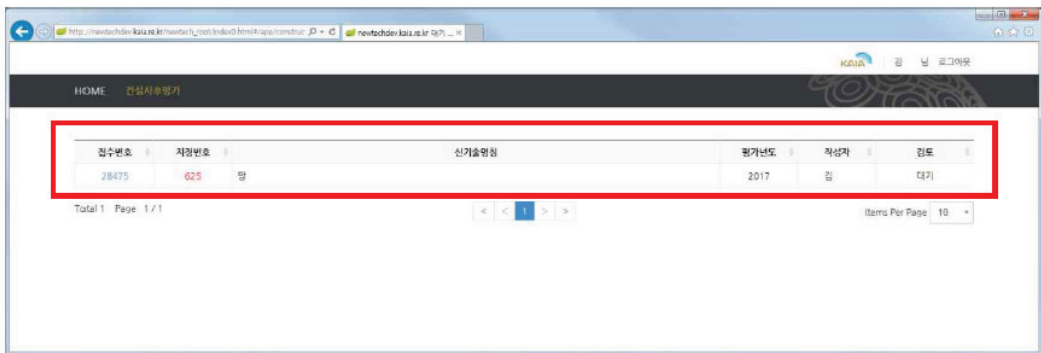 http://newtechdev.kaia.re.kr/newtech_root/index0.html#/app/construc
newtechdev.kaia.re.kr 대기 ...
KAIA 김 님 로그아웃
HOME 건설사후평가
접수번호 지정번호 신기술명칭 평가년도 작성자 검토
28475 625 망 2017 김 대기
Total 1 Page 1 / 1 < < 1 > > Items Per Page 10